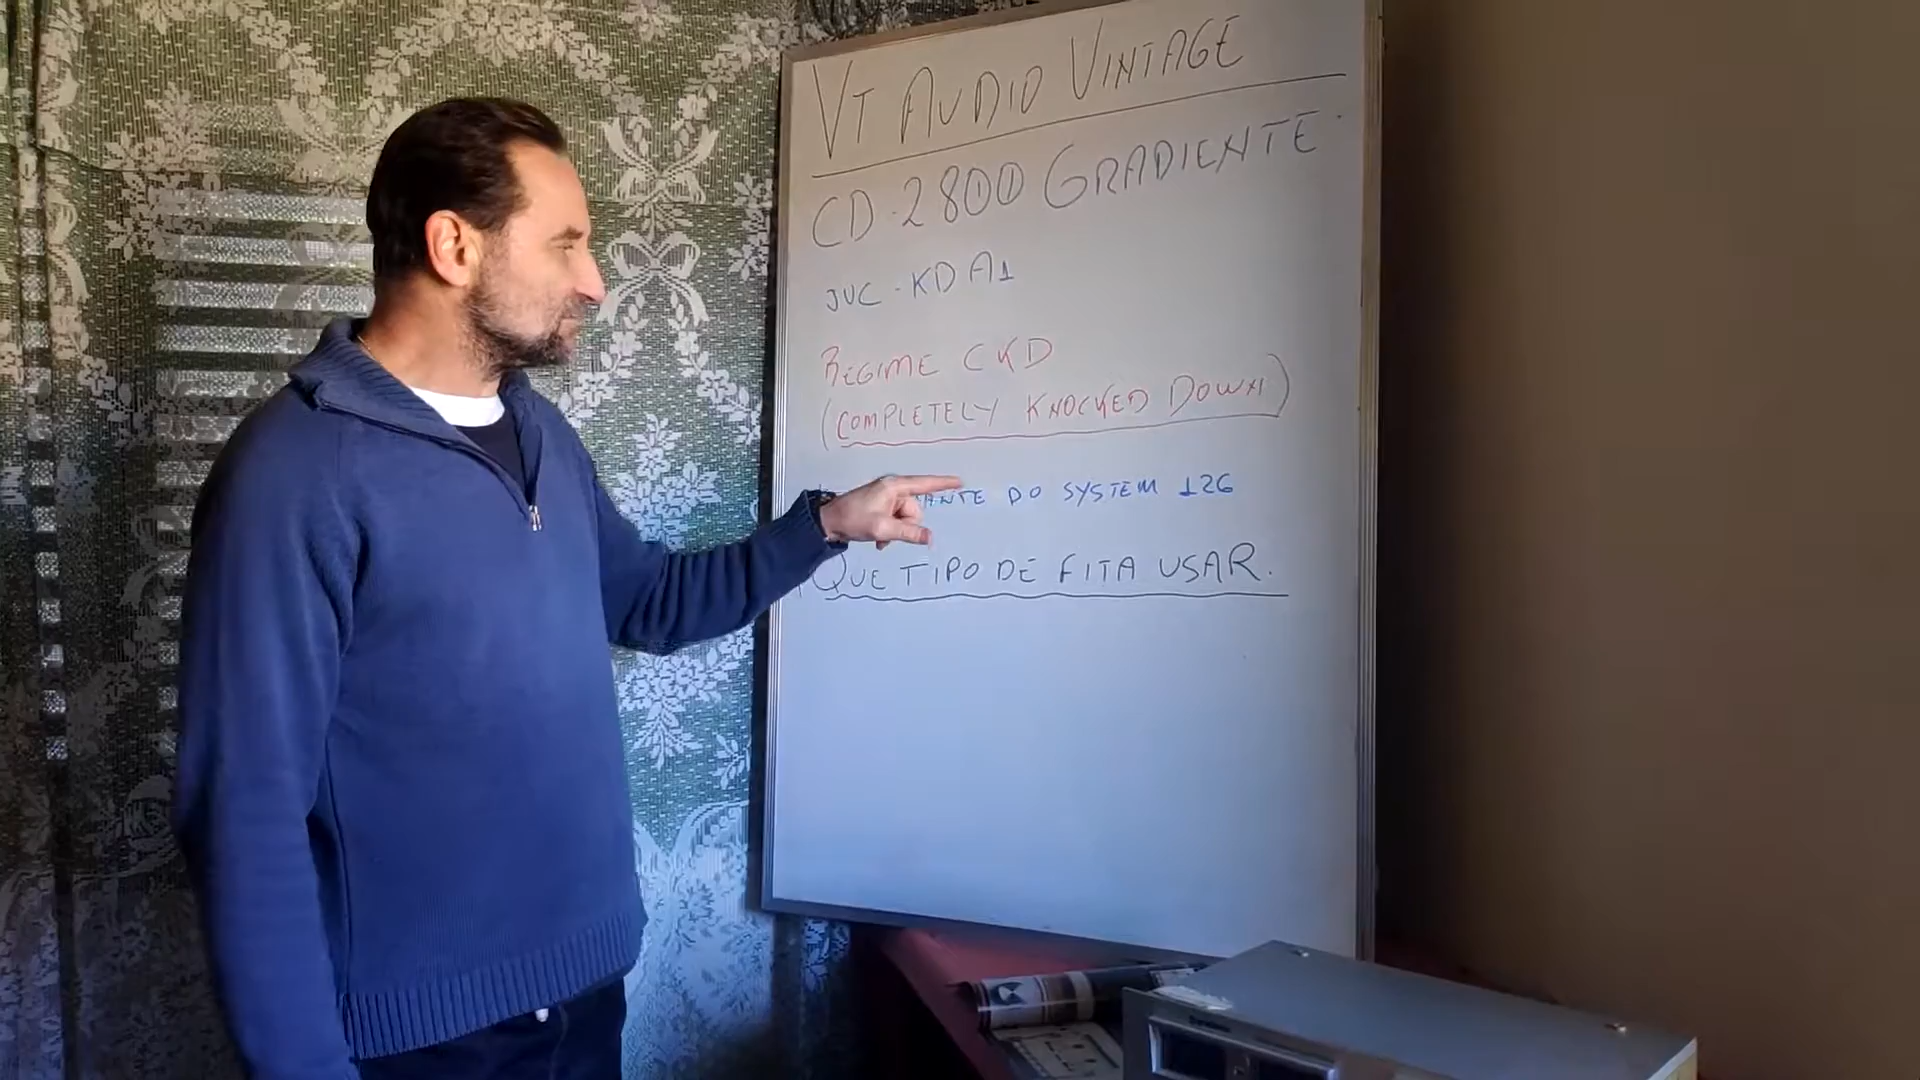 VT AUDIO VINTAGE
CD-2800 GRADIENTE
JVC-KD A1
REGIME CKD
(COMPLETELY KNOCKED DOWN)
DO SYSTEM 126
QUE TIPO DE FITA USAR.